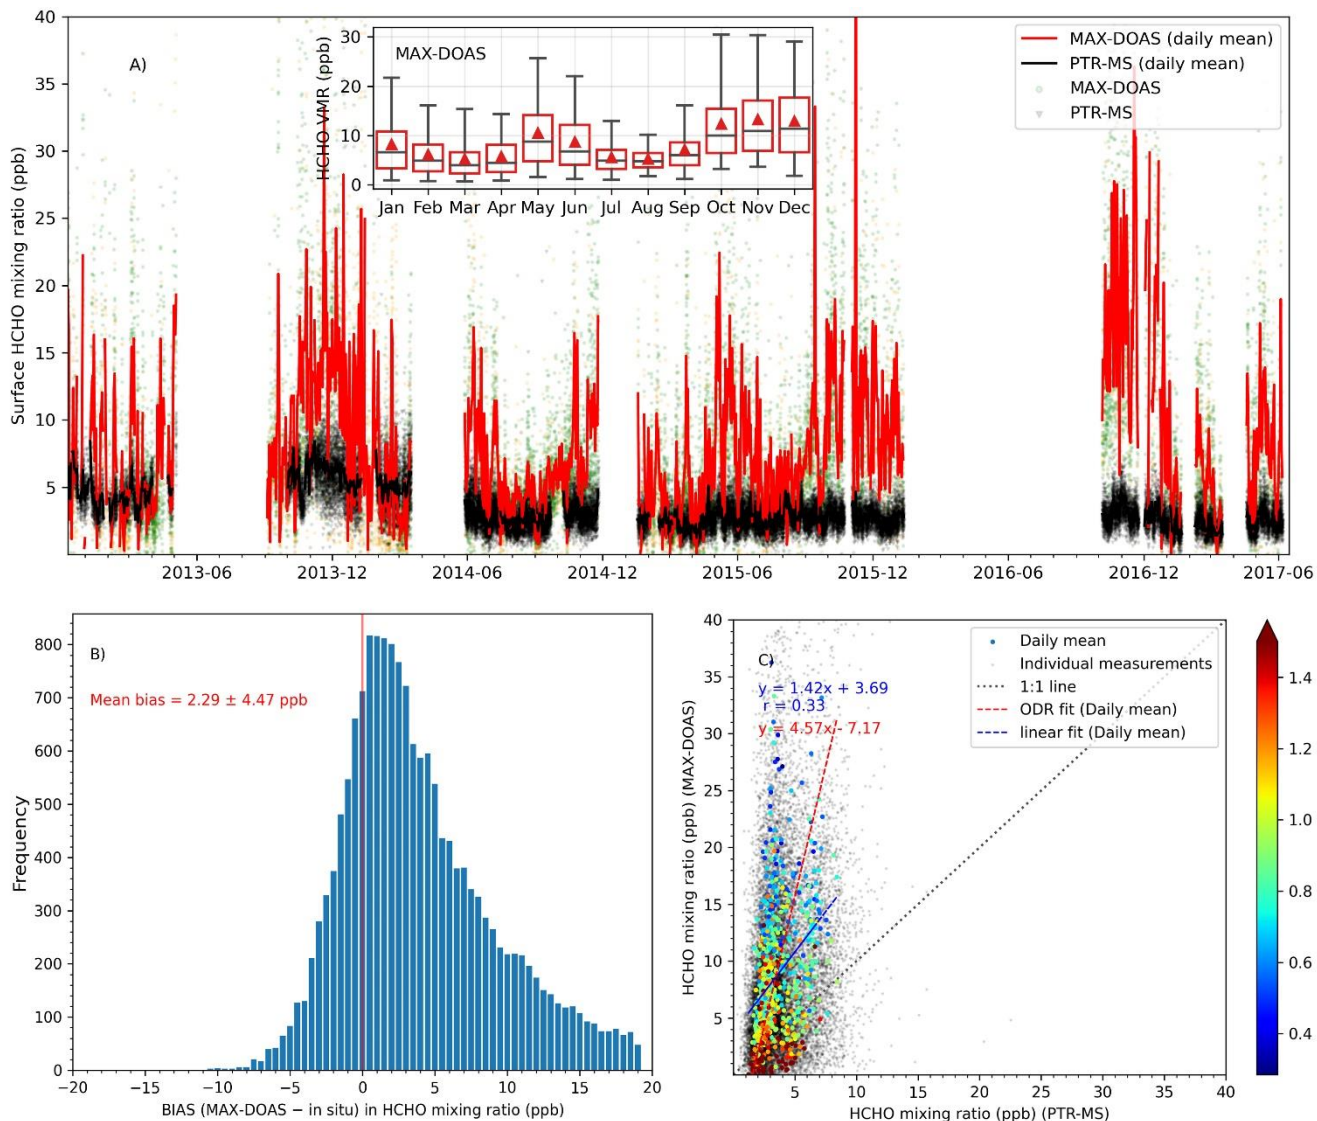 40
35
30
25
20
15
10
5
Surface HCHO mixing ratio (ppb)
A)
MAX-DOAS (daily mean)
PTR-MS (daily mean)
MAX-DOAS
PTR-MS
HCHO VMR (ppb)
30
20
10
0
MAX-DOAS
Jan Feb Mar Apr May Jun Jul Aug Sep Oct Nov Dec
2013-06 2013-12 2014-06 2014-12 2015-06 2015-12 2016-06 2016-12 2017-06
B)
Mean bias = 2.29 ± 4.47 ppb
Frequency
800
700
600
500
400
300
200
100
0
−20 −15 −10 −5 0 5 10 15 20
BIAS (MAX-DOAS − in situ) in HCHO mixing ratio (ppb)
C)
y = 1.42x + 3.69
r = 0.33
y = 4.57x - 7.17
Daily mean
Individual measurements
1:1 line
ODR fit (Daily mean)
linear fit (Daily mean)
HCHO mixing ratio (ppb) (MAX-DOAS)
40
35
30
25
20
15
10
5
5 10 15 20 25 30 35 40
HCHO mixing ratio (ppb) (PTR-MS)
1.4
1.2
1.0
0.8
0.6
0.4